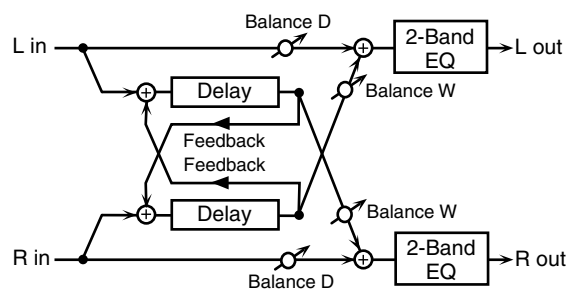 Balance D
L in
2-Band
EQ
L out
Balance W
Delay
Feedback
Feedback
Delay
Balance W
R in
2-Band
EQ
R out
Balance D